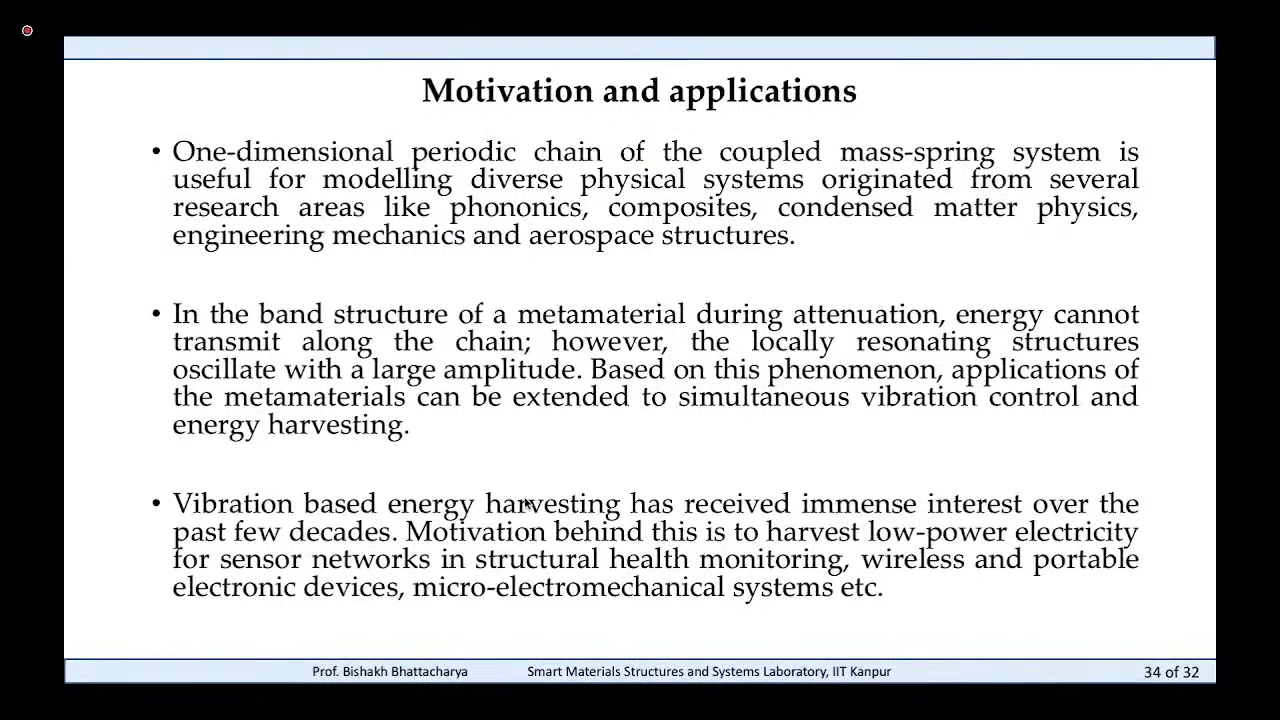 Motivation and applications
• One-dimensional periodic chain of the coupled mass-spring system is
useful for modelling diverse physical systems originated from several
research areas like phononics, composites, condensed matter physics,
engineering mechanics and aerospace structures.
• In the band structure of a metamaterial during attenuation, energy cannot
transmit along the chain; however, the locally resonating structures
oscillate with a large amplitude. Based on this phenomenon, applications of
the metamaterials can be extended to simultaneous vibration control and
energy harvesting.
• Vibration based energy harvesting has received immense interest over the
past few decades. Motivation behind this is to harvest low-power electricity
for sensor networks in structural health monitoring, wireless and portable
electronic devices, micro-electromechanical systems etc.
Prof. Bishakh Bhattacharya Smart Materials Structures and Systems Laboratory, IIT Kanpur 34 of 32